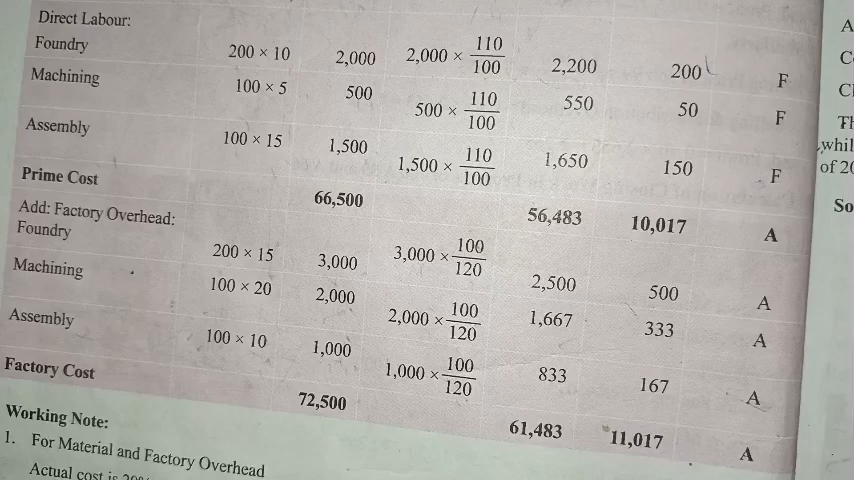 Direct Labour:
Foundry 200 × 10 2,000 2,000 × 110/100 2,200 200 F
Machining 100 × 5 500 500 × 110/100 550 50 F
Assembly 100 × 15 1,500 1,500 × 110/100 1,650 150 F
Prime Cost 66,500 56,483 10,017 A
Add: Factory Overhead:
Foundry 200 × 15 3,000 3,000 × 100/120 2,500 500 A
Machining 100 × 20 2,000 2,000 × 100/120 1,667 333 A
Assembly 100 × 10 1,000 1,000 × 100/120 833 167 A
Factory Cost 72,500 61,483 11,017 A
Working Note:
1. For Material and Factory Overhead
Actual cost is
of 20
So